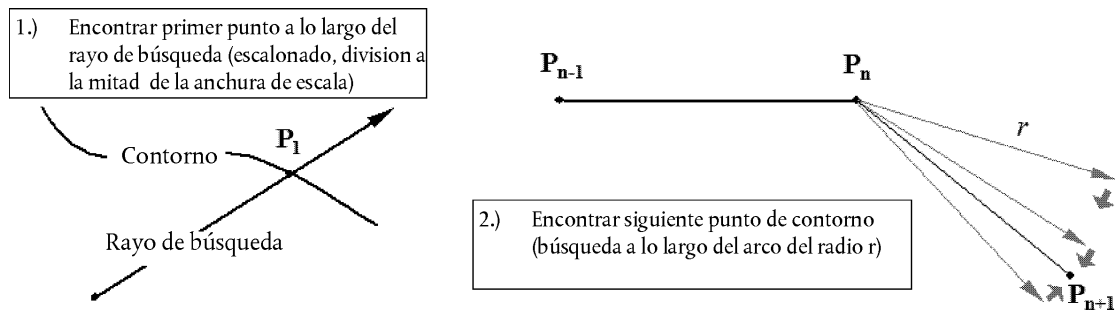 1.) Encontrar primer punto a lo largo del
rayo de búsqueda (escalonado, division a
la mitad de la anchura de escala)
Contorno
P1
Rayo de búsqueda
Pn-1
Pn
r
2.) Encontrar siguiente punto de contorno
(búsqueda a lo largo del arco del radio r)
Pn+1